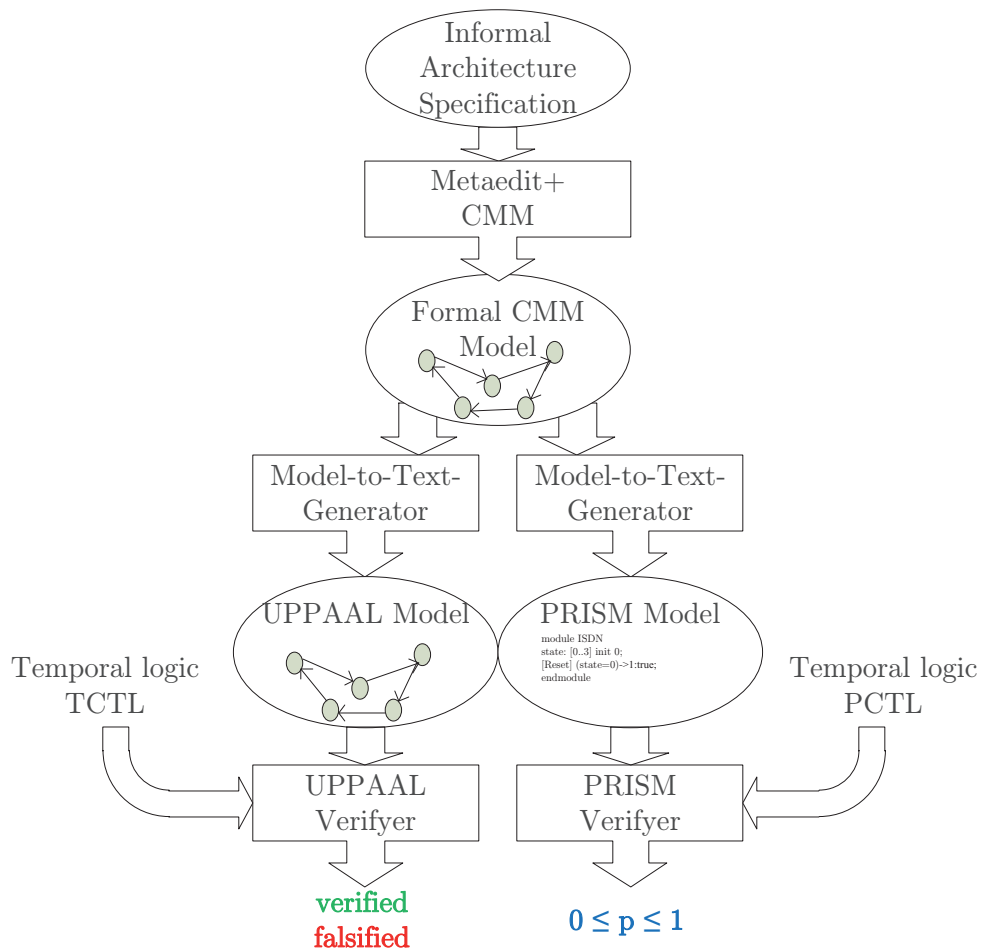 Informal
Architecture
Specification
Metaedit+
CMM
Formal CMM
Model
Model-to-Text-
Generator
Model-to-Text-
Generator
UPPAAL Model
PRISM Model
module ISDN
state: [0..3] init 0;
[Reset] (state=0)->1:true;
endmodule
Temporal logic
TCTL
Temporal logic
PCTL
UPPAAL
Verifyer
PRISM
Verifyer
verified
falsified
0 ≤ p ≤ 1